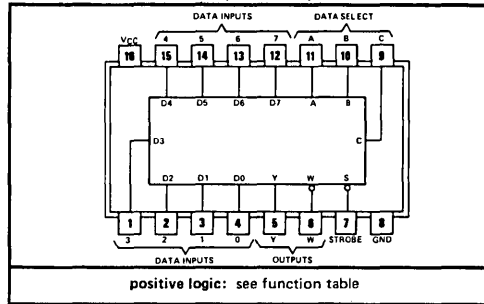 DATA INPUTS DATA SELECT
VCC 4 5 6 7 A B C
16 15 14 13 12 11 10 9
D4 D5 D6 D7 A B
D3 C
D2 D1 D0 Y W S
1 2 3 4 5 6 7 8
3 2 1 0 Y W STROBE GND
DATA INPUTS OUTPUTS
positive logic: see function table